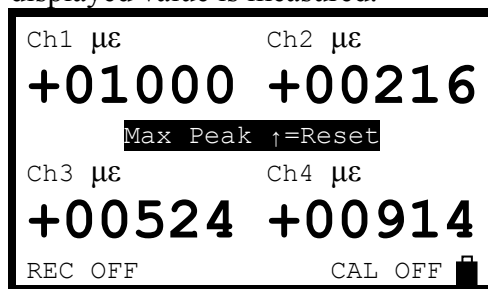 displayed value is measured.
Ch1 με Ch2 με
+01000 +00216
Max Peak ↑=Reset
Ch3 με Ch4 με
+00524 +00914
REC OFF CAL OFF